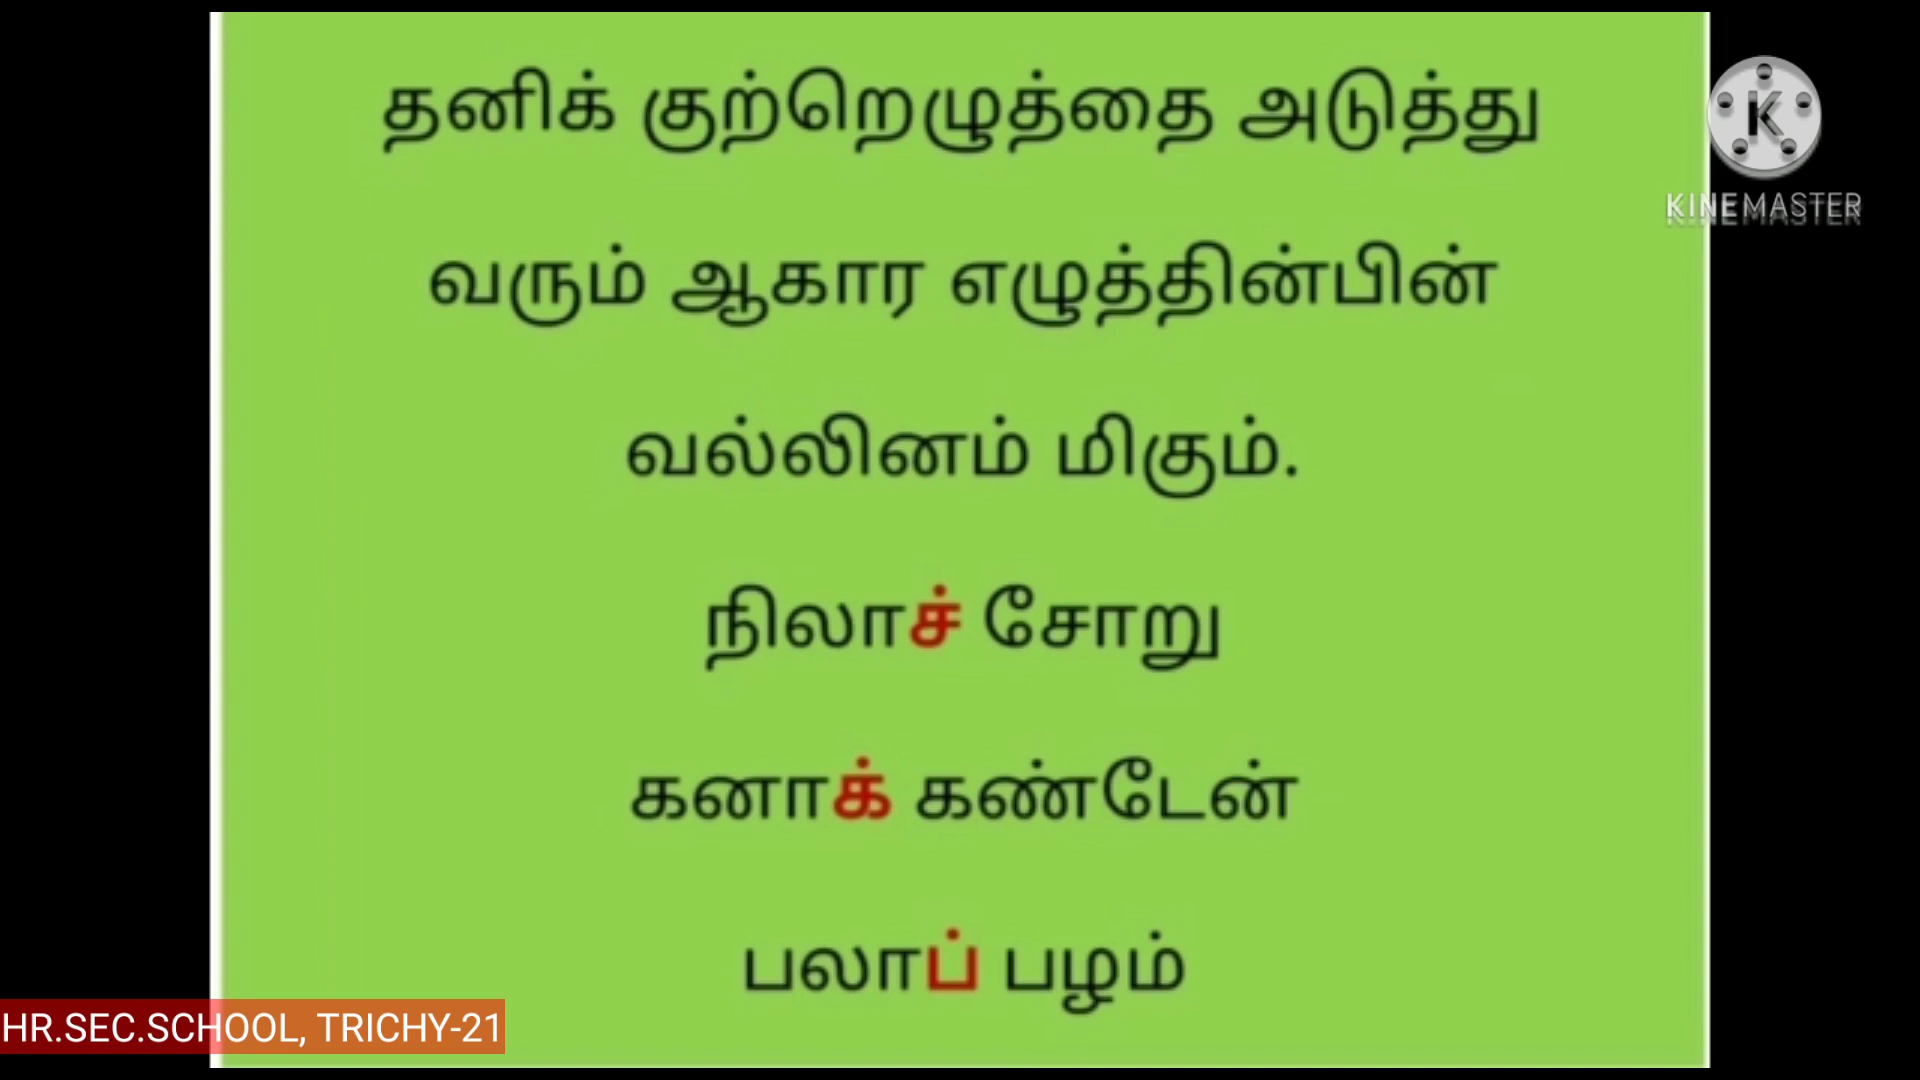 தனிக் குற்றெழுத்தை அடுத்து
வரும் ஆகார எழுத்தின்பின்
வல்லினம் மிகும்.
நிலாச் சோறு
கனாக் கண்டேன்
பலாப் பழம்
KINEMASTER
HR.SEC.SCHOOL, TRICHY-21